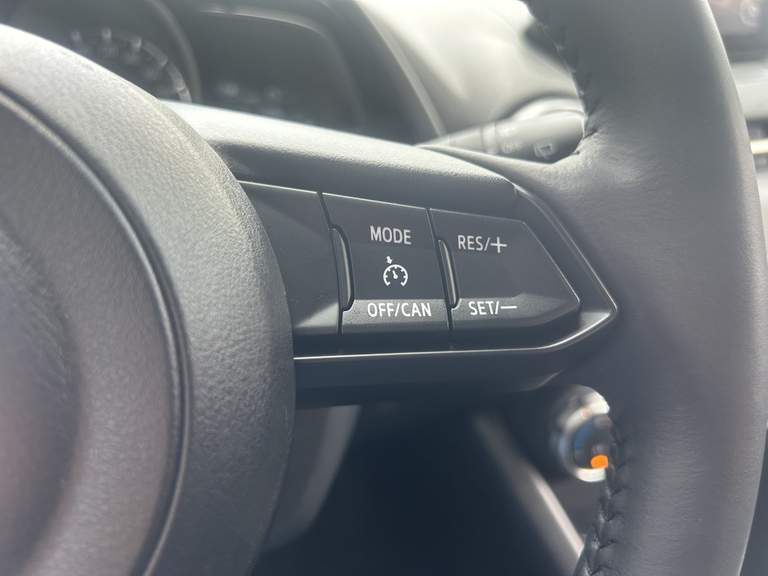 MODE
OFF/CAN
RES/+
SET/—